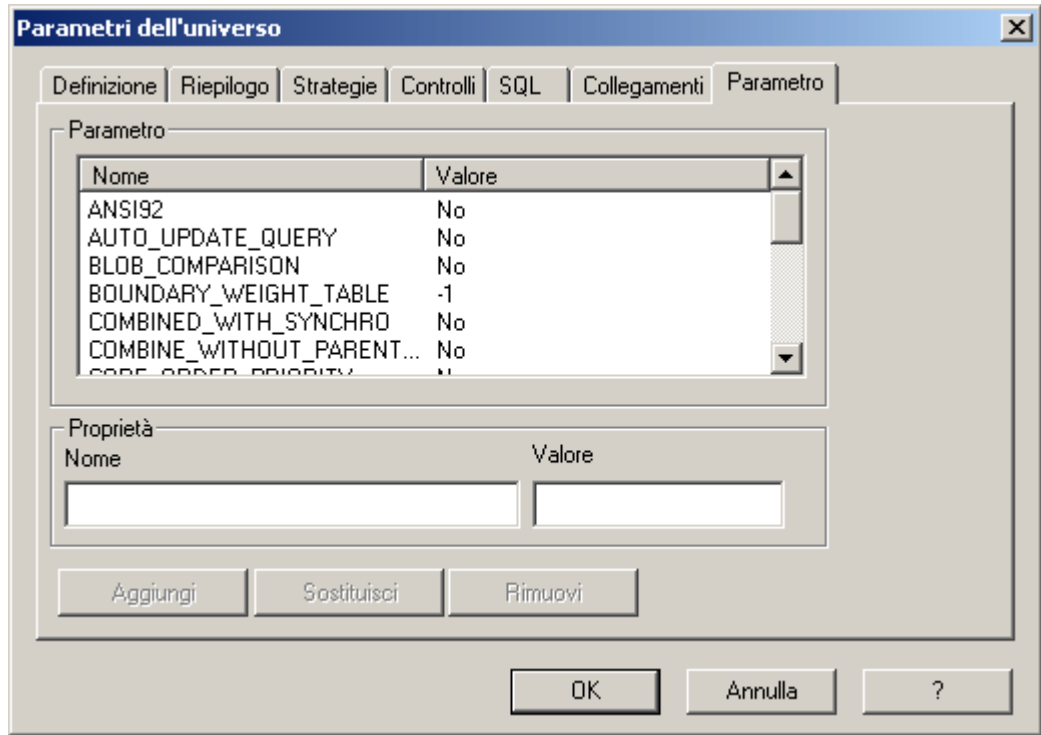 Parametri dell'universo
Definizione Riepilogo Strategie Controlli SQL Collegamenti Parametro
Parametro
Nome Valore
ANSI92 No
AUTO_UPDATE_QUERY No
BLOB_COMPARISON No
BOUNDARY_WEIGHT_TABLE -1
COMBINED_WITH_SYNCHRO No
COMBINE_WITHOUT_PARENT... No
Proprietà
Nome Valore
Aggiungi Sostituisci Rimuovi
OK Annulla ?